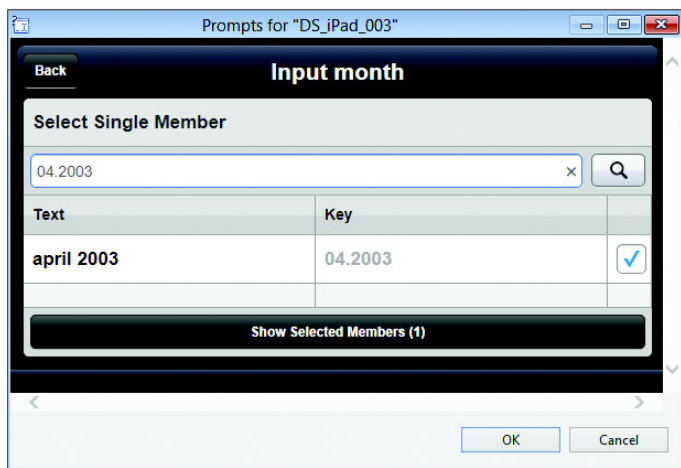 Prompts for "DS_iPad_003"
Back
Input month
Select Single Member
04.2003
Text Key
april 2003 04.2003
Show Selected Members (1)
OK Cancel